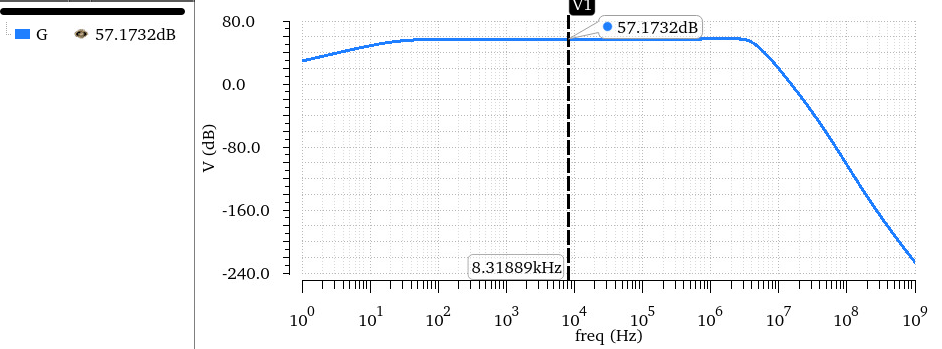 V1
G 57.1732dB
57.1732dB
80.0
0.0
-80.0
-160.0
-240.0
V (dB)
8.31889kHz
10^0 10^1 10^2 10^3 10^4 10^5 10^6 10^7 10^8 10^9
freq (Hz)